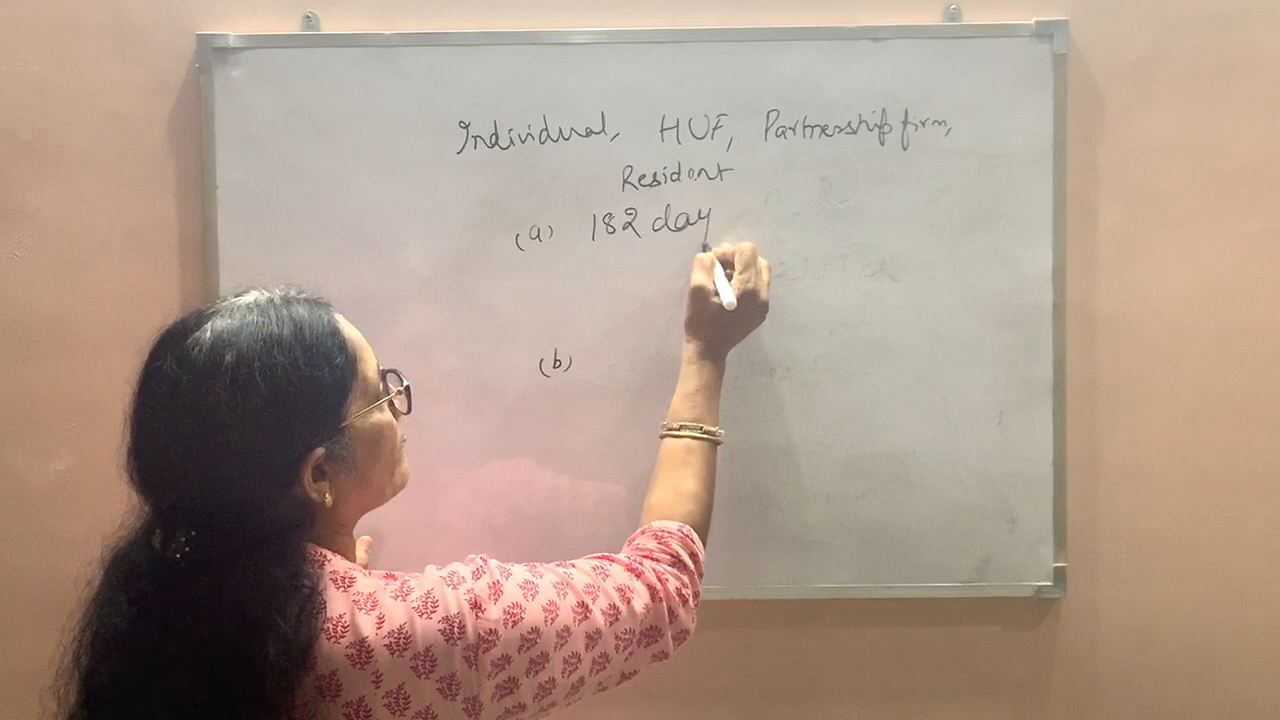 Individual, HUF, Partnership firm,
Resident
(a) 182 day
(b)